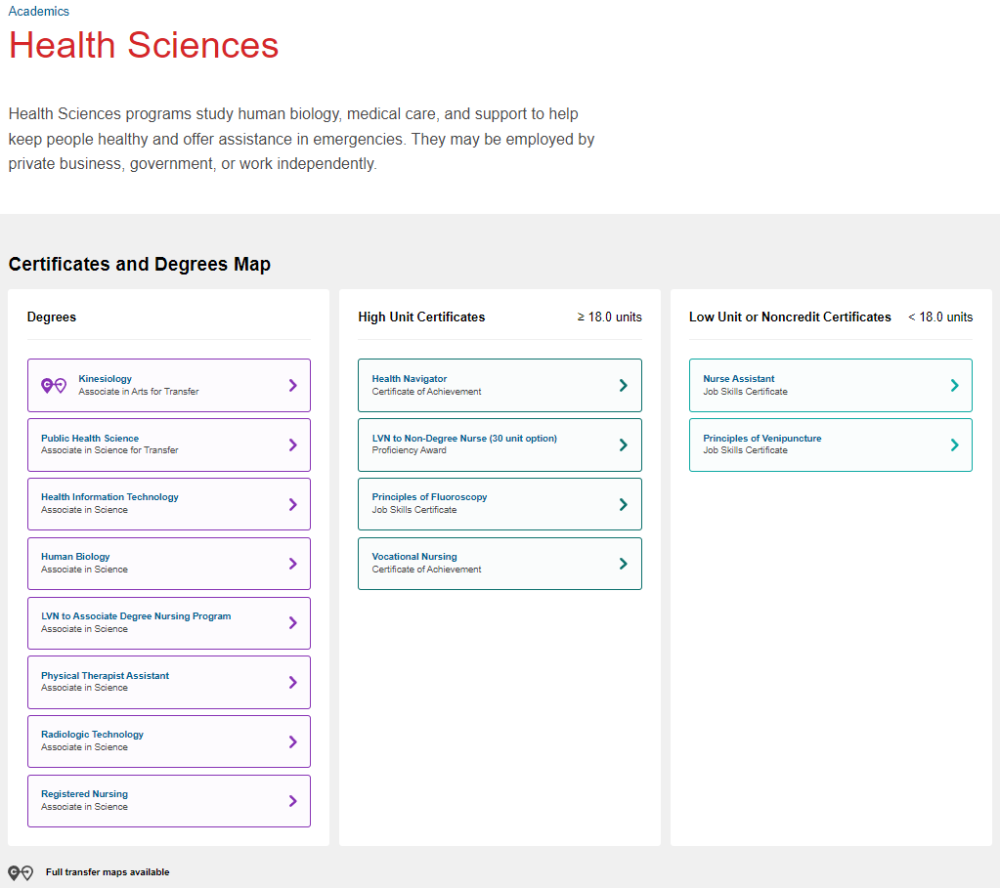 Academics
Health Sciences
Health Sciences programs study human biology, medical care, and support to help
keep people healthy and offer assistance in emergencies. They may be employed by
private business, government, or work independently.
Certificates and Degrees Map
Degrees
Kinesiology
Associate in Arts for Transfer
Public Health Science
Associate in Science for Transfer
Health Information Technology
Associate in Science
Human Biology
Associate in Science
LVN to Associate Degree Nursing Program
Associate in Science
Physical Therapist Assistant
Associate in Science
Radiologic Technology
Associate in Science
Registered Nursing
Associate in Science
High Unit Certificates ≥ 18.0 units
Health Navigator
Certificate of Achievement
LVN to Non-Degree Nurse (30 unit option)
Proficiency Award
Principles of Fluoroscopy
Job Skills Certificate
Vocational Nursing
Certificate of Achievement
Low Unit or Noncredit Certificates < 18.0 units
Nurse Assistant
Job Skills Certificate
Principles of Venipuncture
Job Skills Certificate
Full transfer maps available